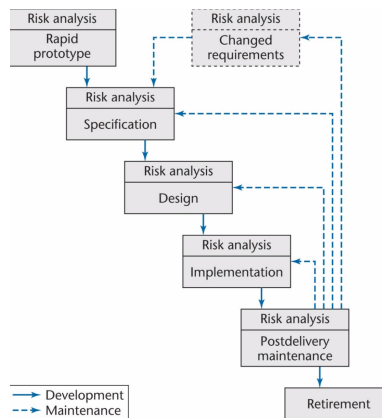 Risk analysis
Rapid
prototype
Risk analysis
Changed
requirements
Risk analysis
Specification
Risk analysis
Design
Risk analysis
Implementation
Risk analysis
Postdelivery
maintenance
Retirement
Development
Maintenance